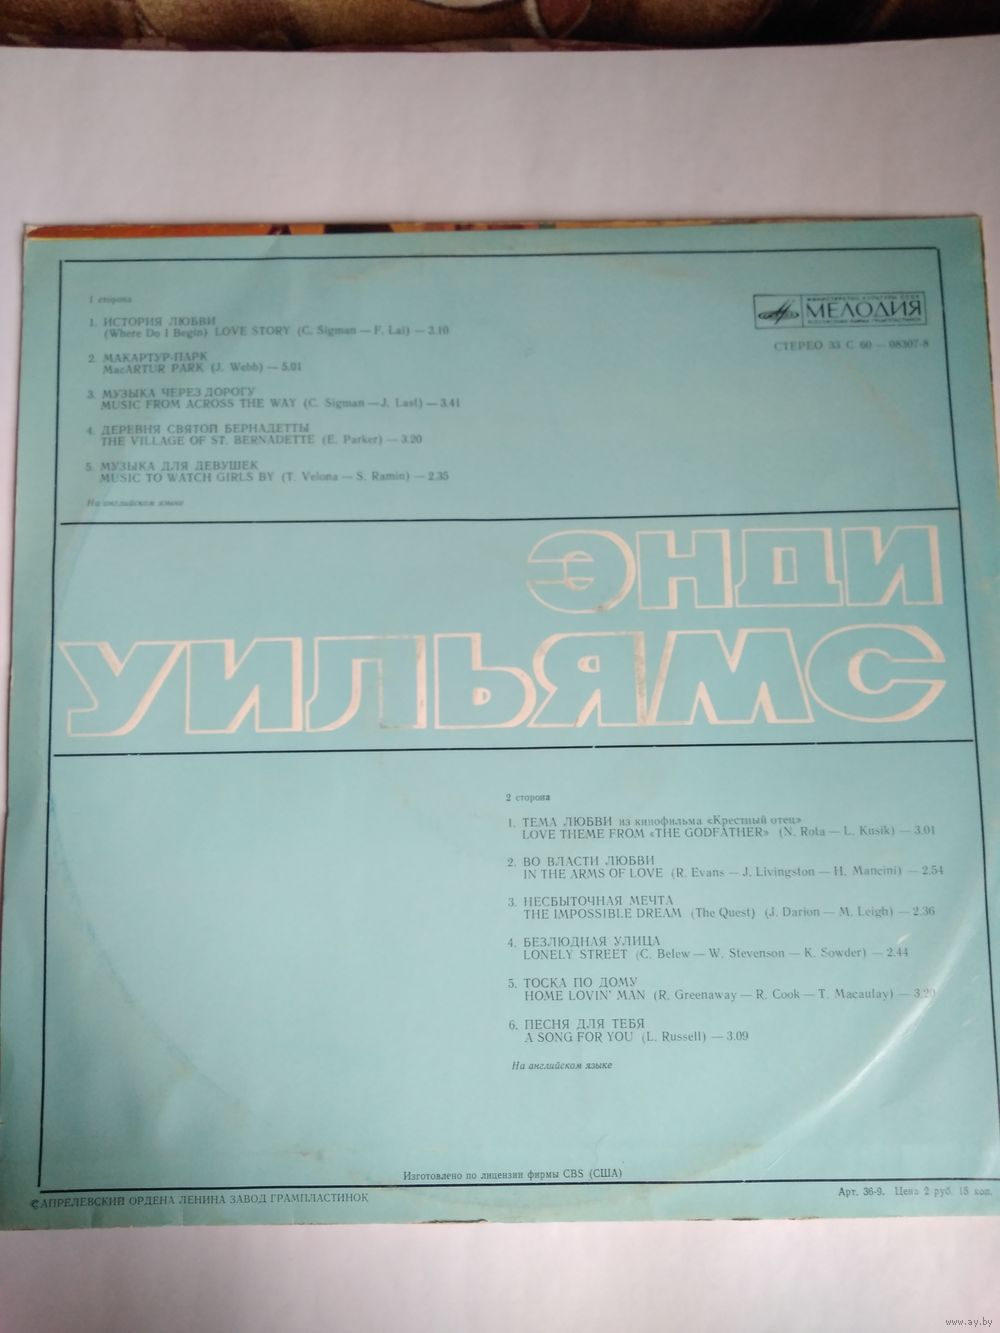 1 сторона
1. ИСТОРИЯ ЛЮБВИ
(Where Do I Begin) LOVE STORY (C. Sigman — F. Lai) — 3.10
2. МАКАРТУР-ПАРК
MacARTUR PARK (J. Webb) — 5.01
3. МУЗЫКА ЧЕРЕЗ ДОРОГУ
MUSIC FROM ACROSS THE WAY (C. Sigman — J. Last) — 3.41
4. ДЕРЕВНЯ СВЯТОЙ БЕРНАДЕТТЫ
THE VILLAGE OF ST. BERNADETTE (E. Parker) — 3.20
5. МУЗЫКА ДЛЯ ДЕВУШЕК
MUSIC TO WATCH GIRLS BY (T. Velona — S. Ramin) — 2.35
На английском языке
МИНИСТЕРСТВО КУЛЬТУРЫ СССР
МЕЛОДИЯ
ВСЕСОЮЗНАЯ ФИРМА ГРАМПЛАСТИНОК
СТЕРЕО 33 С 60 — 08307-8
ЭНДИ
УИЛЬЯМС
2 сторона
1. ТЕМА ЛЮБВИ из кинофильма «Крестный отец»
LOVE THEME FROM «THE GODFATHER» (N. Rota — L. Kusik) — 3.01
2. ВО ВЛАСТИ ЛЮБВИ
IN THE ARMS OF LOVE (R. Evans — J. Livingston — H. Mancini) — 2.54
3. НЕСБЫТОЧНАЯ МЕЧТА
THE IMPOSSIBLE DREAM (The Quest) (J. Darion — M. Leigh) — 2.36
4. БЕЗЛЮДНАЯ УЛИЦА
LONELY STREET (C. Belew — W. Stevenson — K. Sowder) — 2.44
5. ТОСКА ПО ДОМУ
HOME LOVIN' MAN (R. Greenaway — R. Cook — T. Macaulay) — 3.20
6. ПЕСНЯ ДЛЯ ТЕБЯ
A SONG FOR YOU (L. Russell) — 3.09
На английском языке
Изготовлено по лицензии фирмы CBS (США)
АПРЕЛЕВСКИЙ ОРДЕНА ЛЕНИНА ЗАВОД ГРАМПЛАСТИНОК
Арт. 36-9. Цена 2 руб. 15 коп.
www.ay.by